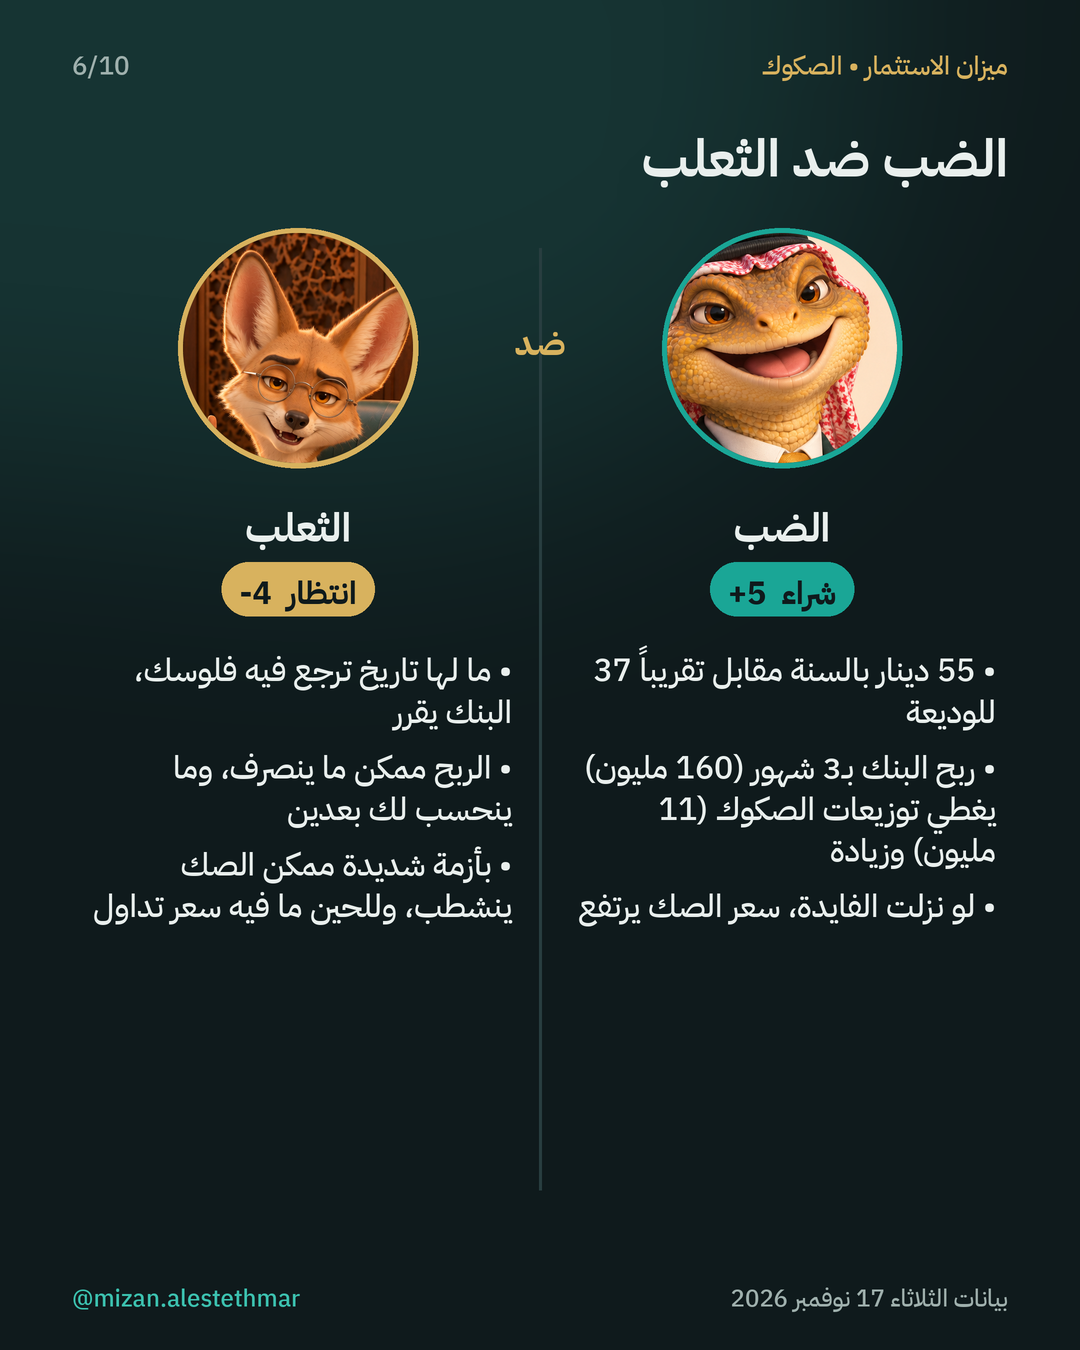 ميزان الاستثمار • الصكوك
6/10
الضب ضد الثعلب
ضد
الضب
شراء +5
• 55 دينار بالسنة مقابل تقريباً 37
للوديعة
• ربح البنك بـ3 شهور (160 مليون)
يغطي توزيعات الصكوك (11
مليون) وزيادة
• لو نزلت الفايدة، سعر الصك يرتفع
الثعلب
انتظار -4
• ما لها تاريخ ترجع فيه فلوسك،
البنك يقرر
• الربح ممكن ما ينصرف، وما
ينحسب لك بعدين
• بأزمة شديدة ممكن الصك
ينشطب، وللحين ما فيه سعر تداول
بيانات الثلاثاء 17 نوفمبر 2026
@mizan.alestethmar